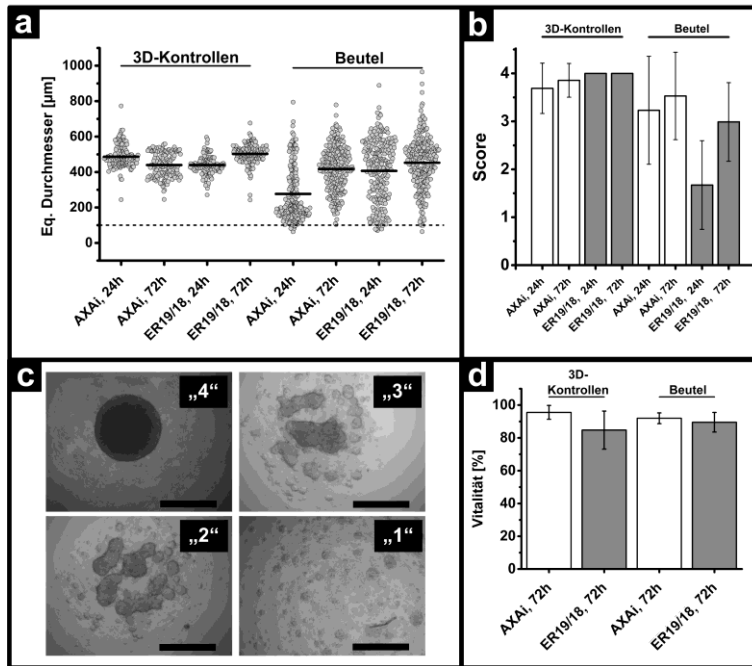 a
3D-Kontrollen
Beutel
Eq. Durchmesser [µm]
1000
800
600
400
200
0
AXAi, 24h
AXAi, 72h
ER19/18, 24h
ER19/18, 72h
AXAi, 24h
AXAi, 72h
ER19/18, 24h
ER19/18, 72h
b
3D-Kontrollen
Beutel
Score
4
3
2
1
0
AXAi, 24h
AXAi, 72h
ER19/18, 24h
ER19/18, 72h
AXAi, 24h
AXAi, 72h
ER19/18, 24h
ER19/18, 72h
c
„4“
„3“
„2“
„1“
d
3D-
Kontrollen
Beutel
Vitalität [%]
100
80
60
40
20
0
AXAi, 72h
ER19/18, 72h
AXAi, 72h
ER19/18, 72h